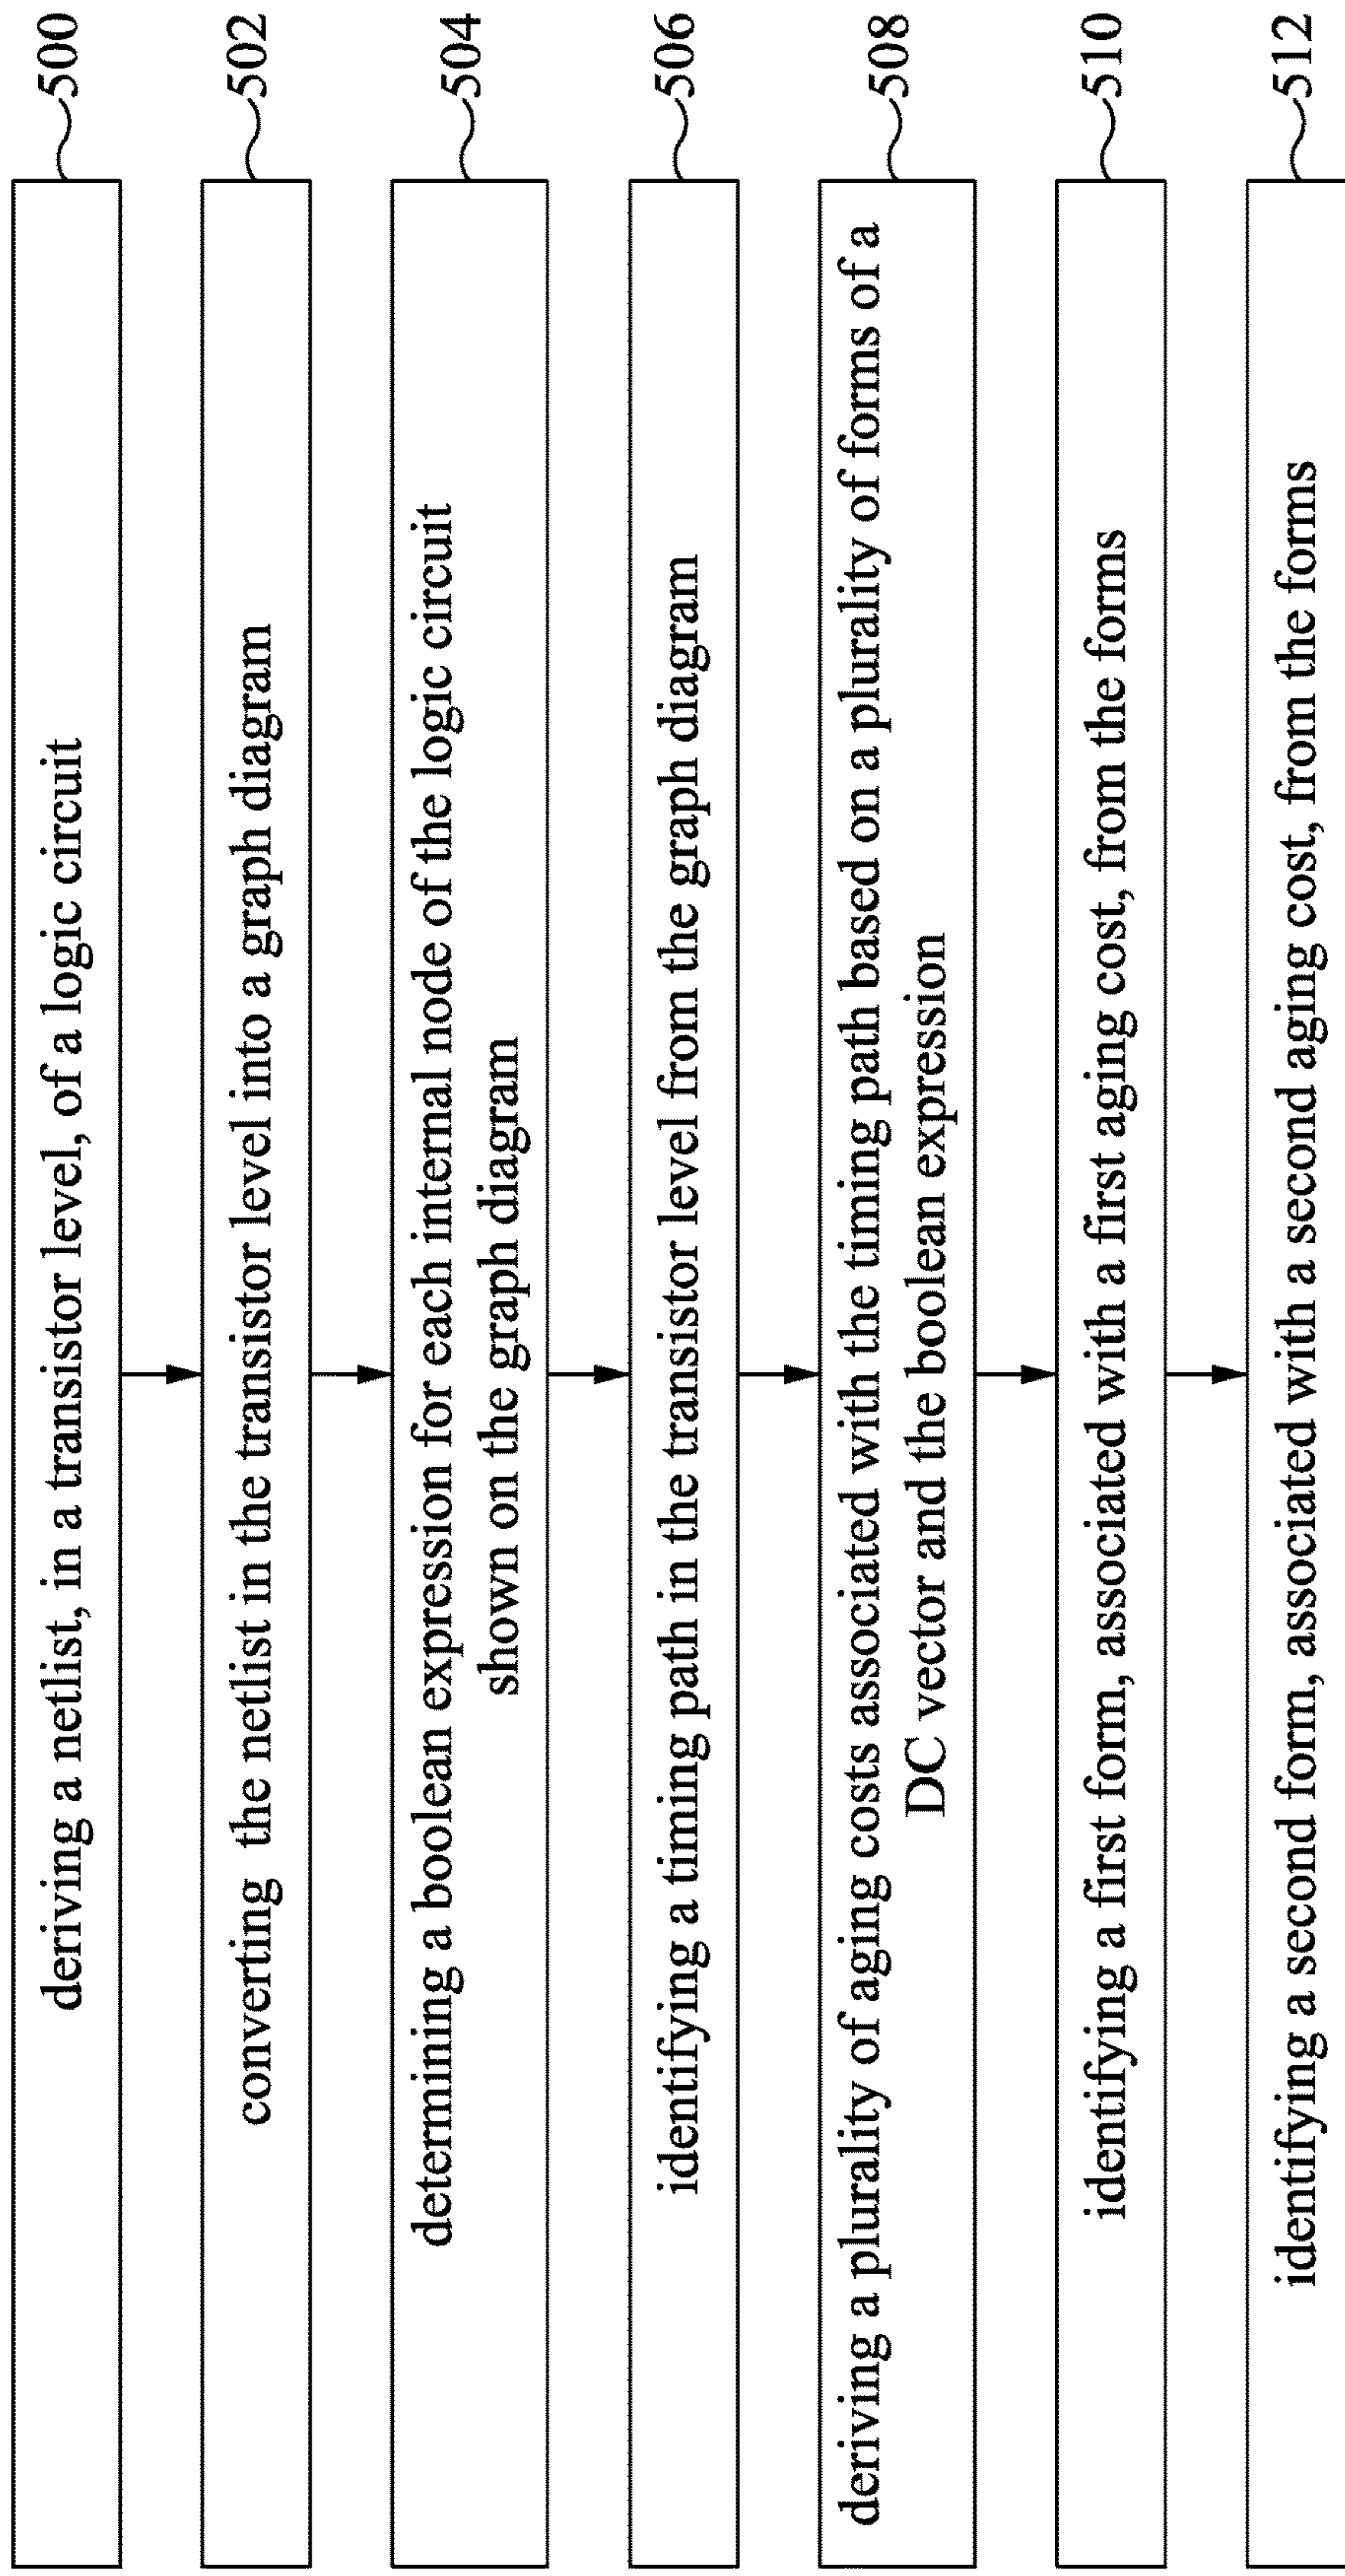 deriving a netlist, in a transistor level, of a logic circuit
500
converting the netlist in the transistor level into a graph diagram
502
determining a boolean expression for each internal node of the logic circuit
shown on the graph diagram
504
identifying a timing path in the transistor level from the graph diagram
506
deriving a plurality of aging costs associated with the timing path based on a plurality of forms of a
DC vector and the boolean expression
508
identifying a first form, associated with a first aging cost, from the forms
510
identifying a second form, associated with a second aging cost, from the forms
512